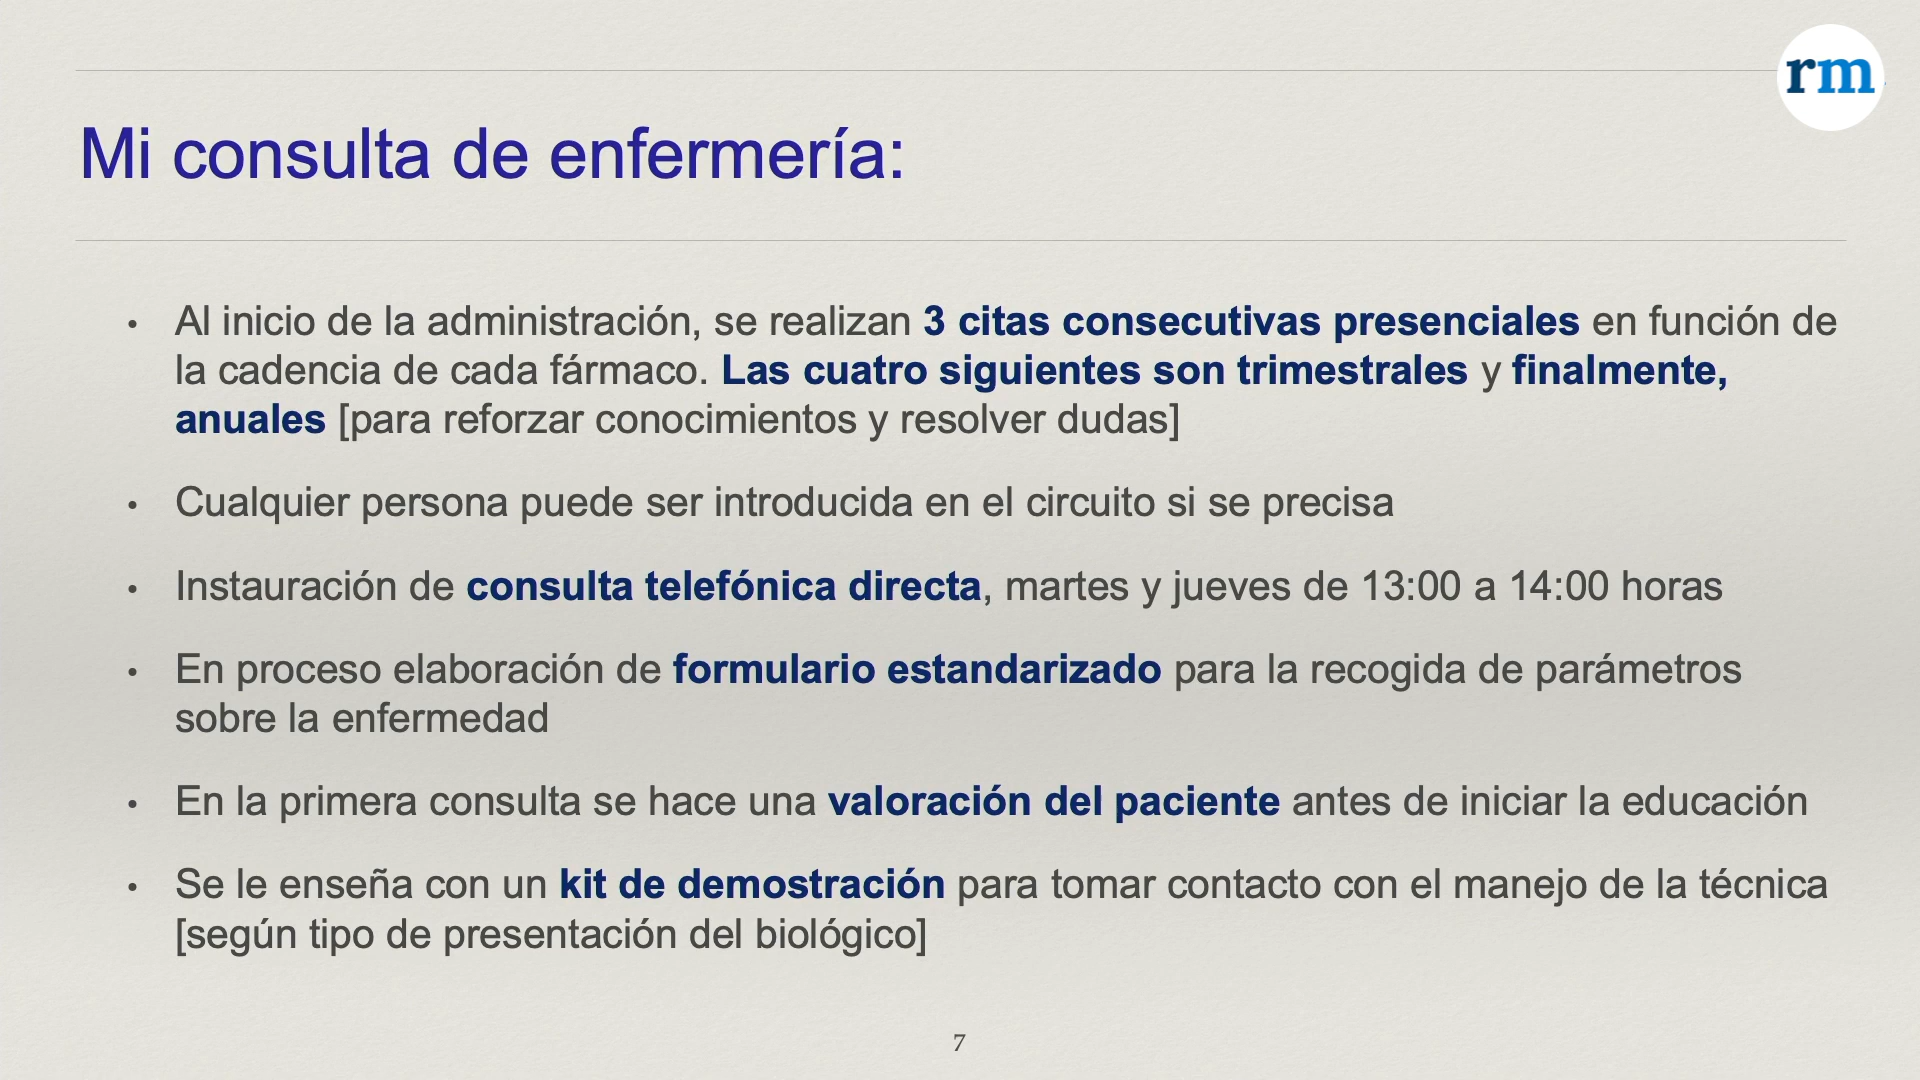 rm
Mi consulta de enfermería:
• Al inicio de la administración, se realizan 3 citas consecutivas presenciales en función de
la cadencia de cada fármaco. Las cuatro siguientes son trimestrales y finalmente,
anuales [para reforzar conocimientos y resolver dudas]
• Cualquier persona puede ser introducida en el circuito si se precisa
• Instauración de consulta telefónica directa, martes y jueves de 13:00 a 14:00 horas
• En proceso elaboración de formulario estandarizado para la recogida de parámetros
sobre la enfermedad
• En la primera consulta se hace una valoración del paciente antes de iniciar la educación
• Se le enseña con un kit de demostración para tomar contacto con el manejo de la técnica
[según tipo de presentación del biológico]
7